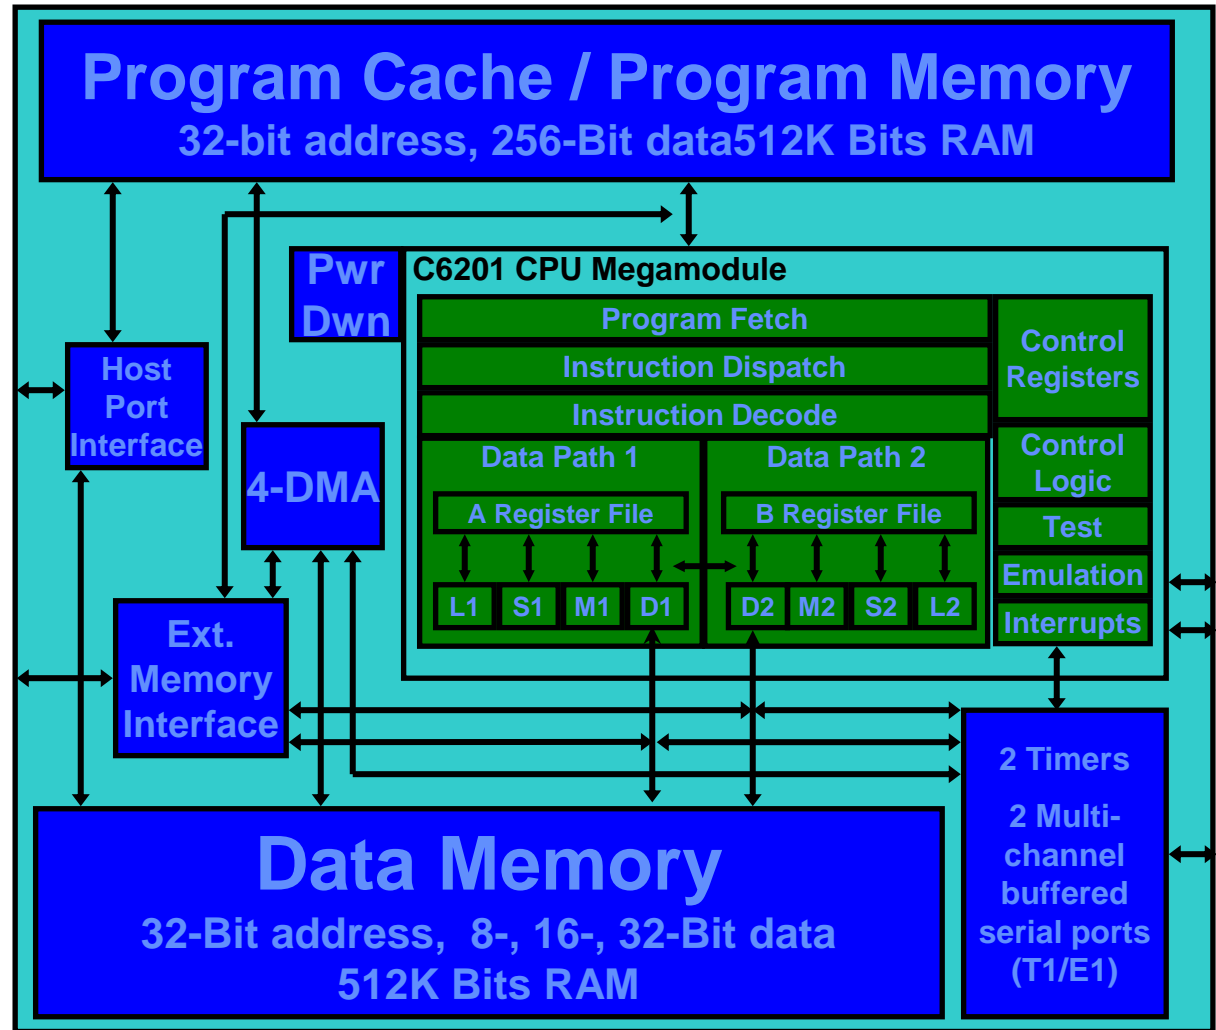 Program Cache / Program Memory
32-bit address, 256-Bit data512K Bits RAM
Pwr
Dwn
C6201 CPU Megamodule
Program Fetch
Instruction Dispatch
Instruction Decode
Control
Registers
Host
Port
Interface
4-DMA
Data Path 1
Data Path 2
Control
Logic
A Register File
B Register File
Test
Emulation
Interrupts
L1
S1
M1
D1
D2
M2
S2
L2
Ext.
Memory
Interface
2 Timers
2 Multi-
channel
buffered
serial ports
(T1/E1)
Data Memory
32-Bit address, 8-, 16-, 32-Bit data
512K Bits RAM